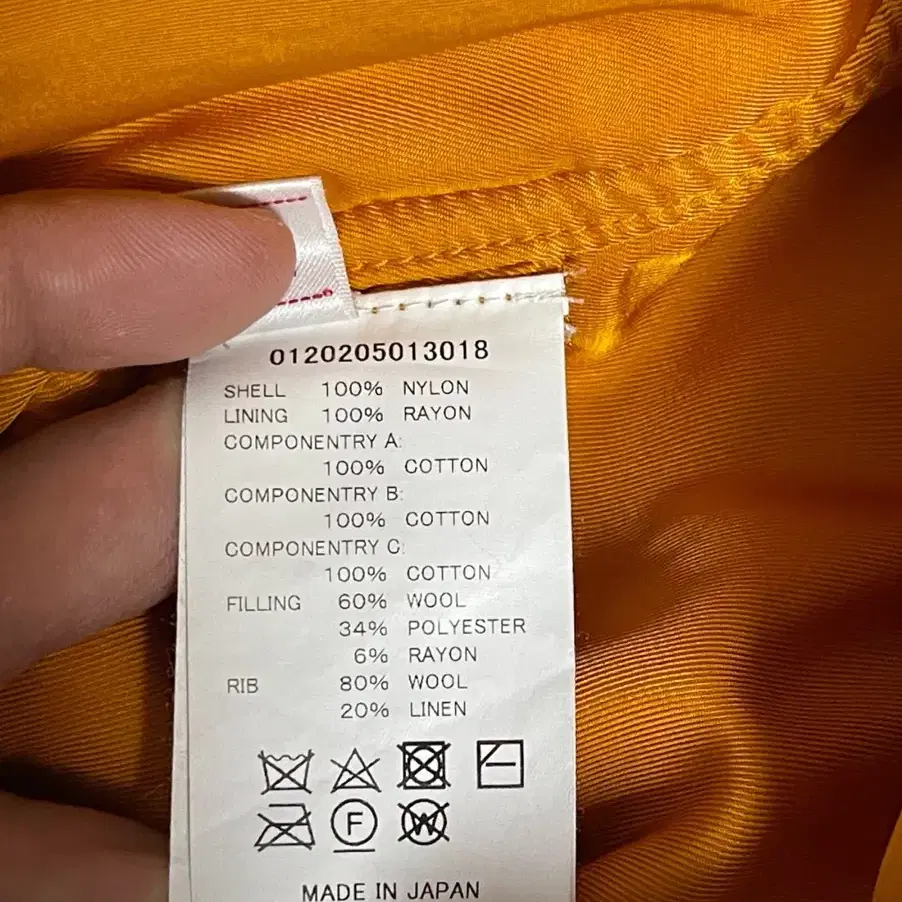 0120205013018
SHELL 100% NYLON
LINING 100% RAYON
COMPONENTRY A:
100% COTTON
COMPONENTRY B:
100% COTTON
COMPONENTRY C:
100% COTTON
FILLING 60% WOOL
34% POLYESTER
6% RAYON
RIB 80% WOOL
20% LINEN
F W
MADE IN JAPAN